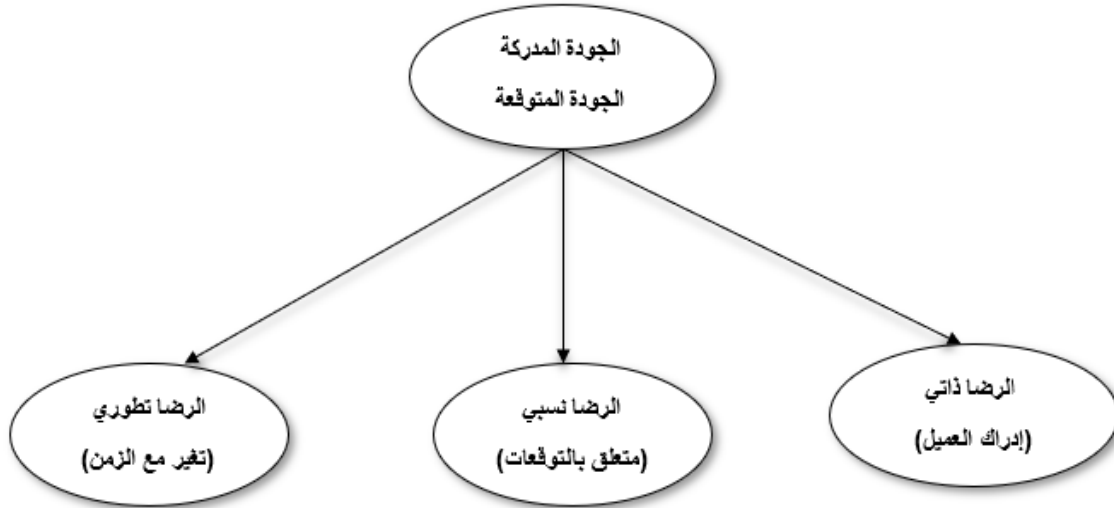 الجودة المدركة
الجودة المتوقعة
الرضا ذاتي
(إدراك العميل)
الرضا نسبي
(متعلق بالتوقعات)
الرضا تطوري
(تغير مع الزمن)